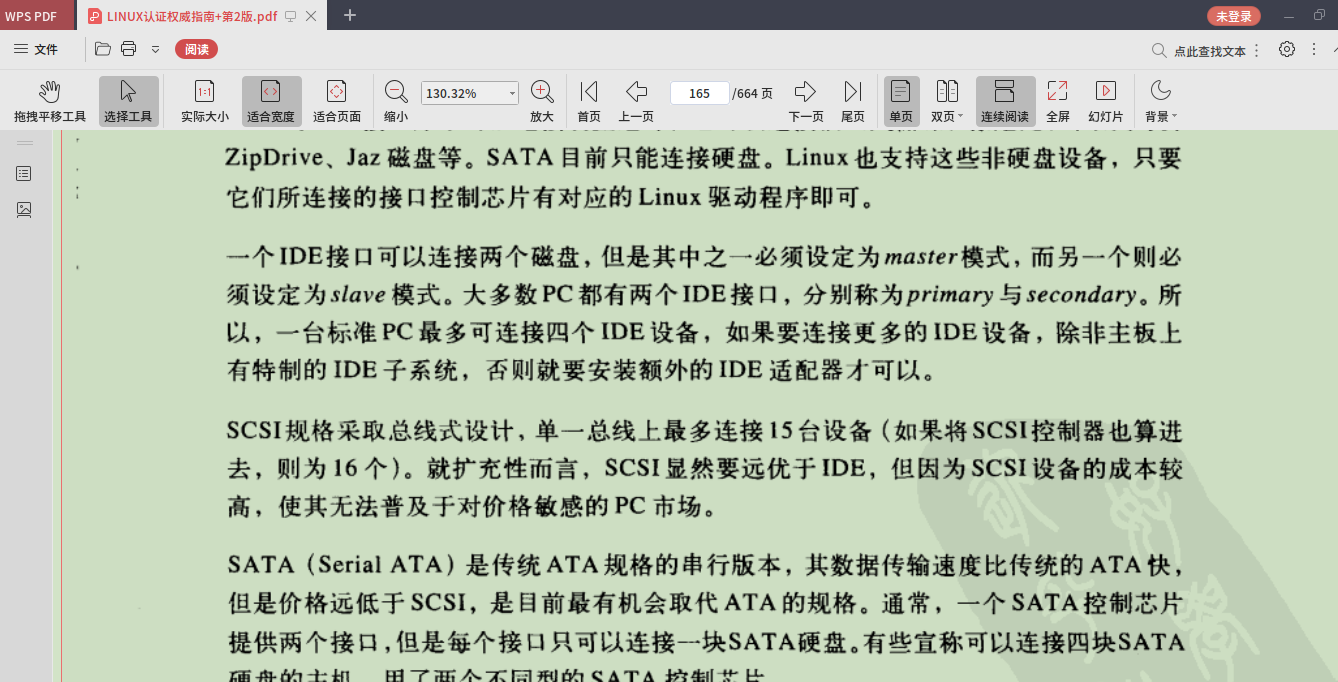 WPS PDF
LINUX认证权威指南+第2版.pdf
未登录
文件
阅读
点此查找文本
拖拽平移工具
选择工具
1:1
实际大小
适合宽度
适合页面
缩小
130.32%
放大
首页
上一页
165
/664 页
下一页
尾页
单页
双页
连续阅读
全屏
幻灯片
背景
ZipDrive、Jaz 磁盘等。SATA 目前只能连接硬盘。Linux 也支持这些非硬盘设备，只要
它们所连接的接口控制芯片有对应的 Linux 驱动程序即可。
一个 IDE 接口可以连接两个磁盘，但是其中之一必须设定为 master 模式，而另一个则必
须设定为 slave 模式。大多数 PC 都有两个 IDE 接口，分别称为 primary 与 secondary。所
以，一台标准 PC 最多可连接四个 IDE 设备，如果要连接更多的 IDE 设备，除非主板上
有特制的 IDE 子系统，否则就要安装额外的 IDE 适配器才可以。
SCSI 规格采取总线式设计，单一总线上最多连接 15 台设备（如果将 SCSI 控制器也算进
去，则为 16 个）。就扩充性而言，SCSI 显然要远优于 IDE，但因为 SCSI 设备的成本较
高，使其无法普及于对价格敏感的 PC 市场。
SATA（Serial ATA）是传统 ATA 规格的串行版本，其数据传输速度比传统的 ATA 快，
但是价格远低于 SCSI，是目前最有机会取代 ATA 的规格。通常，一个 SATA 控制芯片
提供两个接口，但是每个接口只可以连接一块SATA硬盘。有些宣称可以连接四块SATA
硬盘的主机，用了两个不同型的 SATA 控制芯片